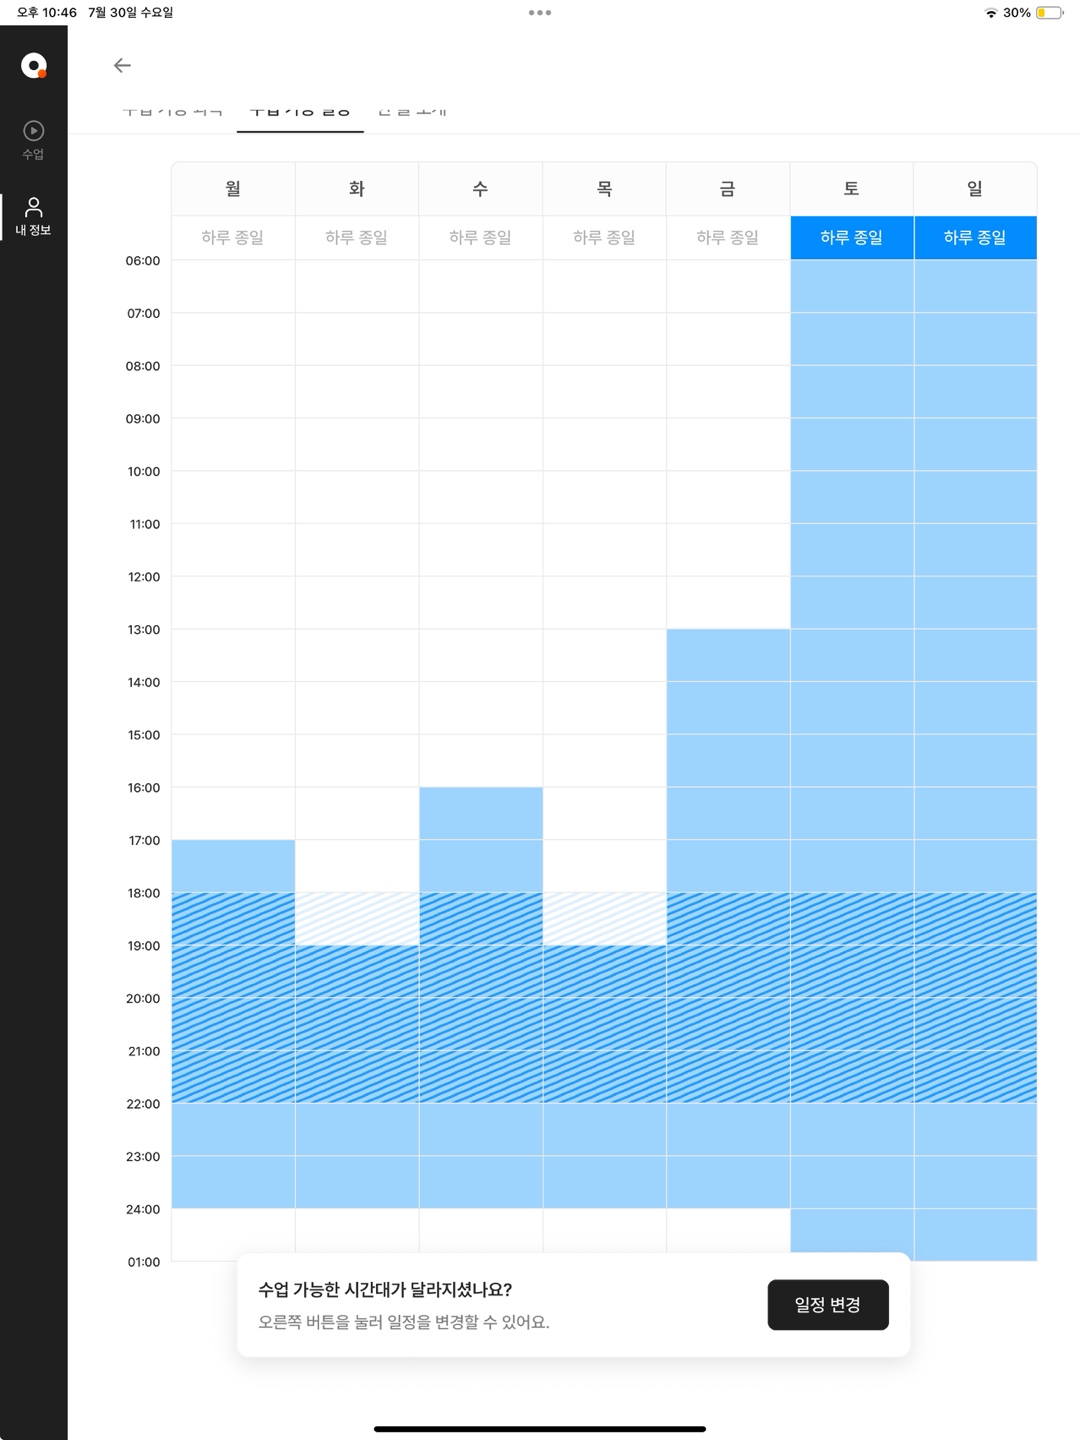 오후 10:46 7월 30일 수요일
30%
수업
내 정보
월 화 수 목 금 토 일
하루 종일 하루 종일 하루 종일 하루 종일 하루 종일 하루 종일 하루 종일
06:00
07:00
08:00
09:00
10:00
11:00
12:00
13:00
14:00
15:00
16:00
17:00
18:00
19:00
20:00
21:00
22:00
23:00
24:00
01:00
수업 가능한 시간대가 달라지셨나요?
오른쪽 버튼을 눌러 일정을 변경할 수 있어요.
일정 변경